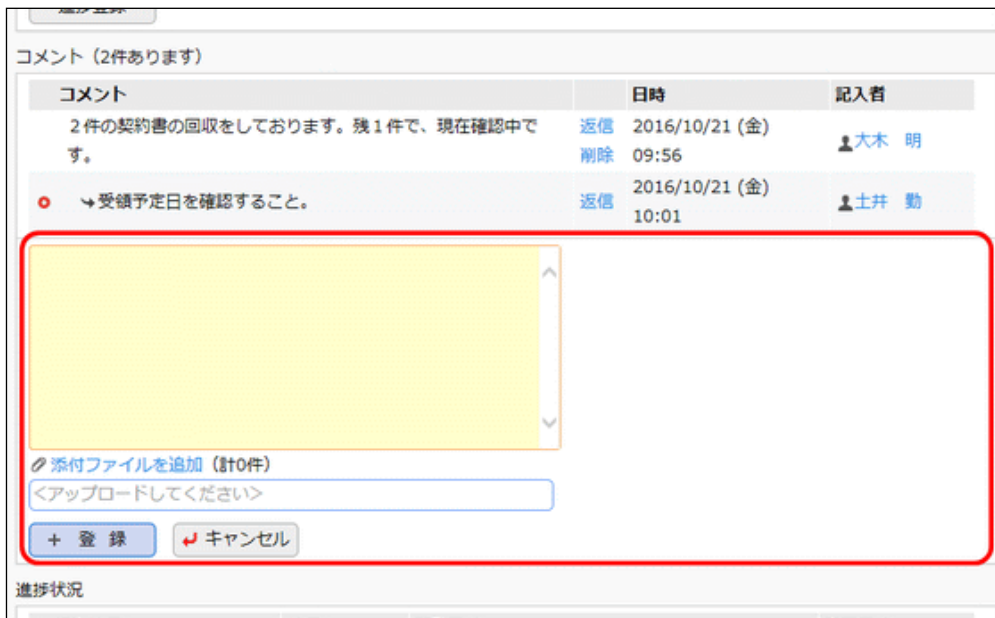 進捗登録
コメント（2件あります）
コメント 日時 記入者
２件の契約書の回収をしております。残１件で、現在確認中で
す。
返信 2016/10/21 (金)
削除 09:56
大木　明
↪受領予定日を確認すること。
返信
2016/10/21 (金)
10:01
土井　勤
添付ファイルを追加（計0件）
<アップロードしてください>
＋ 登 録 キャンセル
進捗状況